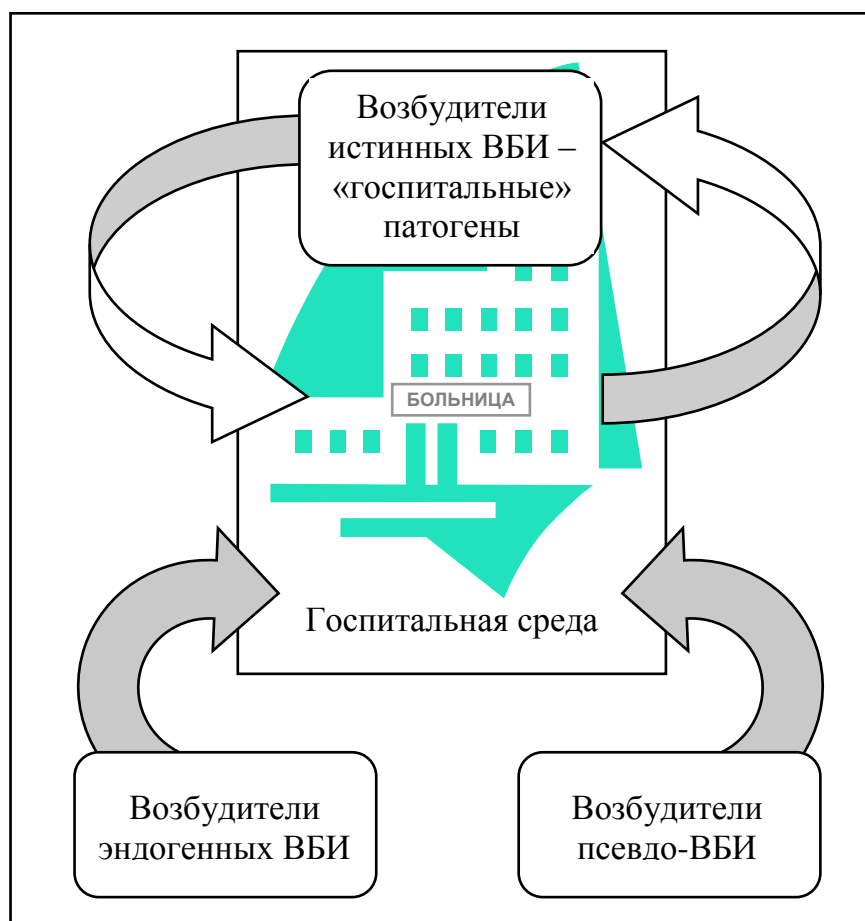 Возбудители
истинных ВБИ –
«госпитальные»
патогены
БОЛЬНИЦА
Госпитальная среда
Возбудители
эндогенных ВБИ
Возбудители
псевдо-ВБИ